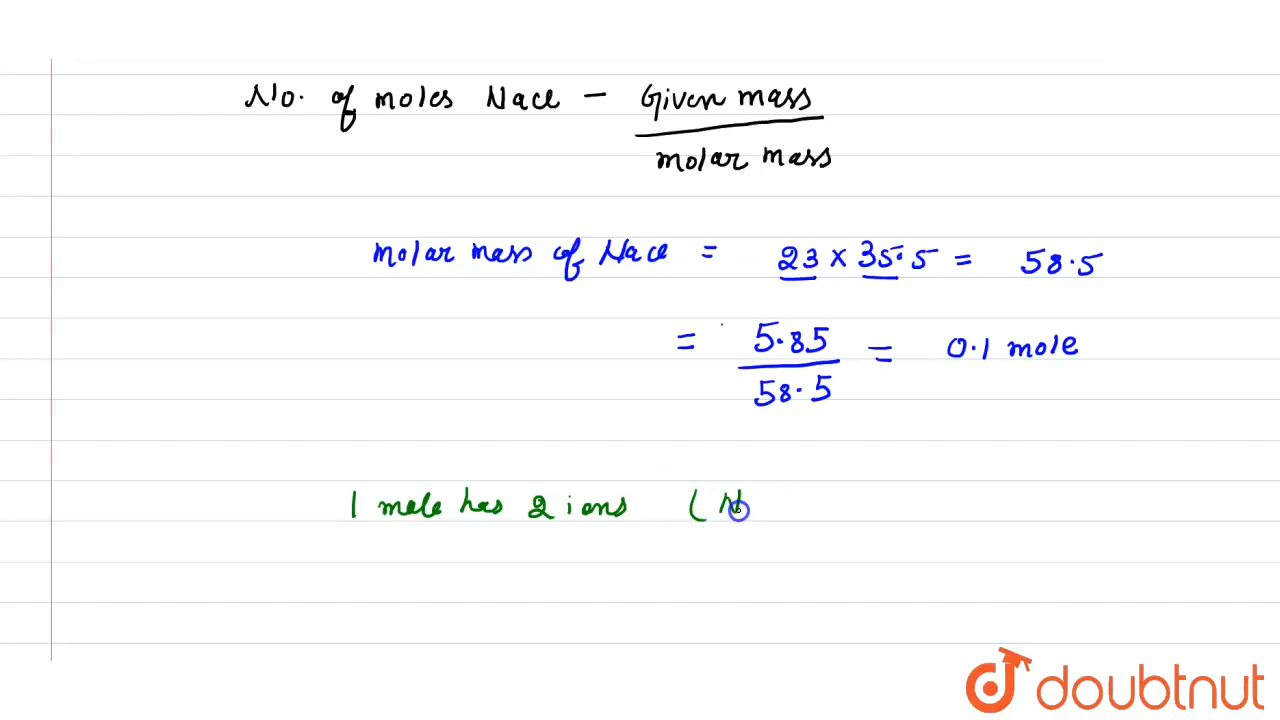 No. of moles Nacl - Given mass
molar mass
molar mass of Nacl = 23 x 35.5 = 58.5
= 5.85 = 0.1 mole
58.5
1 mole has 2 ions ( N
doubtnut